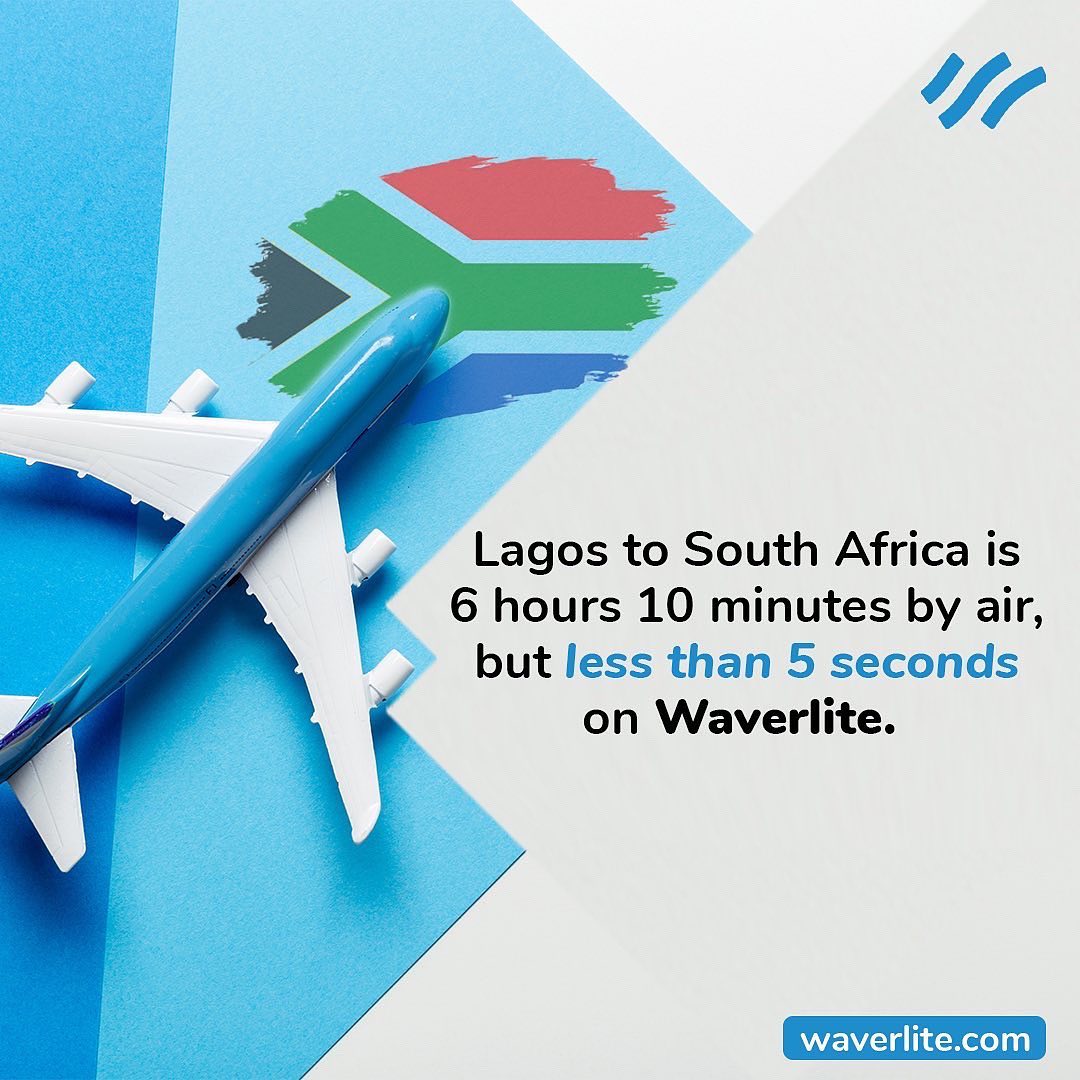 Lagos to South Africa is
6 hours 10 minutes by air,
but less than 5 seconds
on Waverlite.
waverlite.com